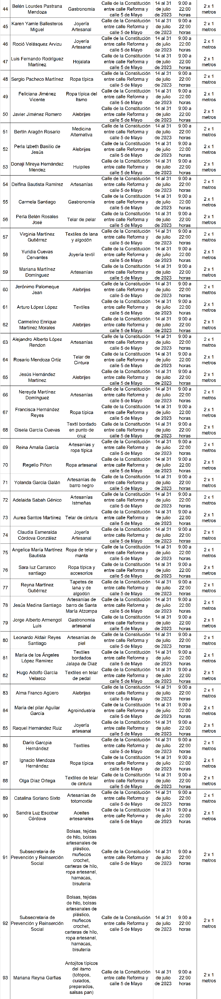 44 Belén Lourdes Pastrana Mendoza Gastronomía Calle de la Constitución entre calle Reforma y calle 5 de Mayo 14 al 31 de julio de 2023 9:00 a 22:00 horas 2 x 1 metros
45 Karen Yamle Ballesteros Miguel Joyería Artesanal Calle de la Constitución entre calle Reforma y calle 5 de Mayo 14 al 31 de julio de 2023 9:00 a 22:00 horas 2 x 1 metros
46 Roció Velásquez Arvizu Joyería Artesanal Calle de la Constitución entre calle Reforma y calle 5 de Mayo 14 al 31 de julio de 2023 9:00 a 22:00 horas 2 x 1 metros
47 Luis Fernando Rodríguez Martínez Hojalata Calle de la Constitución entre calle Reforma y calle 5 de Mayo 14 al 31 de julio de 2023 9:00 a 22:00 horas 2 x 1 metros
48 Sergio Pacheco Martínez Ropa típica Calle de la Constitución entre calle Reforma y calle 5 de Mayo 14 al 31 de julio de 2023 9:00 a 22:00 horas 2 x 1 metros
49 Feliciana Jiménez Vicente Ropa típica del Itsmo Calle de la Constitución entre calle Reforma y calle 5 de Mayo 14 al 31 de julio de 2023 9:00 a 22:00 horas 2 x 1 metros
50 Javier Jiménez Romero Alebrijes Calle de la Constitución entre calle Reforma y calle 5 de Mayo 14 al 31 de julio de 2023 9:00 a 22:00 horas 2 x 1 metros
51 Bertín Aragón Rosario Medicina Alternativa Calle de la Constitución entre calle Reforma y calle 5 de Mayo 14 al 31 de julio de 2023 9:00 a 22:00 horas 2 x 1 metros
52 Perla Izbeth Basilio de Jesús Alebrijes Calle de la Constitución entre calle Reforma y calle 5 de Mayo 14 al 31 de julio de 2023 9:00 a 22:00 horas 2 x 1 metros
53 Donají Mireya Hernández Méndez Huipiles Calle de la Constitución entre calle Reforma y calle 5 de Mayo 14 al 31 de julio de 2023 9:00 a 22:00 horas 2 x 1 metros
54 Delfina Bautista Ramírez Artesanías Calle de la Constitución entre calle Reforma y calle 5 de Mayo 14 al 31 de julio de 2023 9:00 a 22:00 horas 2 x 1 metros
55 Carmela Santiago Gastronomía Calle de la Constitución entre calle Reforma y calle 5 de Mayo 14 al 31 de julio de 2023 9:00 a 22:00 horas 2 x 1 metros
56 Perla Belén Rosales José Telar de pelar Calle de la Constitución entre calle Reforma y calle 5 de Mayo 14 al 31 de julio de 2023 9:00 a 22:00 horas 2 x 1 metros
57 Virginia Martínez Gutiérrez Textiles de lana y algodón Calle de la Constitución entre calle Reforma y calle 5 de Mayo 14 al 31 de julio de 2023 9:00 a 22:00 horas 2 x 1 metros
58 Yuridia Cuevas Cervantes Joyería textil Calle de la Constitución entre calle Reforma y calle 5 de Mayo 14 al 31 de julio de 2023 9:00 a 22:00 horas 2 x 1 metros
59 Mariana Martínez Domínguez Artesanías Calle de la Constitución entre calle Reforma y calle 5 de Mayo 14 al 31 de julio de 2023 9:00 a 22:00 horas 2 x 1 metros
60 Jerónimo Palomeque Jean Alebrijes Calle de la Constitución entre calle Reforma y calle 5 de Mayo 14 al 31 de julio de 2023 9:00 a 22:00 horas 2 x 1 metros
61 Arturo López López Textiles Calle de la Constitución entre calle Reforma y calle 5 de Mayo 14 al 31 de julio de 2023 9:00 a 22:00 horas 2 x 1 metros
62 Carmelino Enrique Martínez Morales Alebrijes Calle de la Constitución entre calle Reforma y calle 5 de Mayo 14 al 31 de julio de 2023 9:00 a 22:00 horas 2 x 1 metros
63 Alejandro Alberto López Rendon Artesanías Calle de la Constitución entre calle Reforma y calle 5 de Mayo 14 al 31 de julio de 2023 9:00 a 22:00 horas 2 x 1 metros
64 Rosario Mendoza Ortiz Telar de Cintura Calle de la Constitución entre calle Reforma y calle 5 de Mayo 14 al 31 de julio de 2023 9:00 a 22:00 horas 2 x 1 metros
65 Jesús Hernández Martínez Alebrijes Calle de la Constitución entre calle Reforma y calle 5 de Mayo 14 al 31 de julio de 2023 9:00 a 22:00 horas 2 x 1 metros
66 Nereyda Martínez Domínguez Artesanías Calle de la Constitución entre calle Reforma y calle 5 de Mayo 14 al 31 de julio de 2023 9:00 a 22:00 horas 2 x 1 metros
67 Francisca Hernández Reyes Ropa típica Calle de la Constitución entre calle Reforma y calle 5 de Mayo 14 al 31 de julio de 2023 9:00 a 22:00 horas 2 x 1 metros
68 Gisela García Cuevas Textil bordado en punto de cruz Calle de la Constitución entre calle Reforma y calle 5 de Mayo 14 al 31 de julio de 2023 9:00 a 22:00 horas 2 x 1 metros
69 Reina Amalia García Artesanías y ropa típica Calle de la Constitución entre calle Reforma y calle 5 de Mayo 14 al 31 de julio de 2023 9:00 a 22:00 horas 2 x 1 metros
70 Regelio Piñon Ropa artesanal Calle de la Constitución entre calle Reforma y calle 5 de Mayo 14 al 31 de julio de 2023 9:00 a 22:00 horas 2 x 1 metros
71 Yolanda García Galán Artesanías de barro negro Calle de la Constitución entre calle Reforma y calle 5 de Mayo 14 al 31 de julio de 2023 9:00 a 22:00 horas 2 x 1 metros
72 Adelaida Sabah Génico Artesanías Istmeñas Calle de la Constitución entre calle Reforma y calle 5 de Mayo 14 al 31 de julio de 2023 9:00 a 22:00 horas 2 x 1 metros
73 Aurea Santos Martínez Telar de cintura Calle de la Constitución entre calle Reforma y calle 5 de Mayo 14 al 31 de julio de 2023 9:00 a 22:00 horas 2 x 1 metros
74 Claudia Esmeralda Córdova González Joyería Artesanal Calle de la Constitución entre calle Reforma y calle 5 de Mayo 14 al 31 de julio de 2023 9:00 a 22:00 horas 2 x 1 metros
75 Angelica María Martínez Bautista Ropa de telar y manta Calle de la Constitución entre calle Reforma y calle 5 de Mayo 14 al 31 de julio de 2023 9:00 a 22:00 horas 2 x 1 metros
76 Sara luz Carrasco santiago Ropa típica y accesorios Calle de la Constitución entre calle Reforma y calle 5 de Mayo 14 al 31 de julio de 2023 9:00 a 22:00 horas 2 x 1 metros
77 Reyna Martínez Gutiérrez Tapetes de lana y de algodón Calle de la Constitución entre calle Reforma y calle 5 de Mayo 14 al 31 de julio de 2023 9:00 a 22:00 horas 2 x 1 metros
78 Jesús Medina Santiago Artesanías de barro de Santa María Atzompa Calle de la Constitución entre calle Reforma y calle 5 de Mayo 14 al 31 de julio de 2023 9:00 a 22:00 horas 2 x 1 metros
79 Jorge Alberto Armengol Luis Gastronomía artesanal Calle de la Constitución entre calle Reforma y calle 5 de Mayo 14 al 31 de julio de 2023 9:00 a 22:00 horas 2 x 1 metros
80 Leonardo Aldair Reyes Santiago Artesanías de piel Calle de la Constitución entre calle Reforma y calle 5 de Mayo 14 al 31 de julio de 2023 9:00 a 22:00 horas 2 x 1 metros
81 María de los Ángeles López Ramírez Textiles bordados Jalapa de Diaz Calle de la Constitución entre calle Reforma y calle 5 de Mayo 14 al 31 de julio de 2023 9:00 a 22:00 horas 2 x 1 metros
82 Hugo Adolfo García Velasco Textiles en telar de pedal Calle de la Constitución entre calle Reforma y calle 5 de Mayo 14 al 31 de julio de 2023 9:00 a 22:00 horas 2 x 1 metros
83 Alma Franco Agüero Alebrijes Calle de la Constitución entre calle Reforma y calle 5 de Mayo 14 al 31 de julio de 2023 9:00 a 22:00 horas 2 x 1 metros
84 María del pilar Aguilar García Agroindustria Calle de la Constitución entre calle Reforma y calle 5 de Mayo 14 al 31 de julio de 2023 9:00 a 22:00 horas 2 x 1 metros
85 Raquel Hernández Ruiz Joyería artesanal Calle de la Constitución entre calle Reforma y calle 5 de Mayo 14 al 31 de julio de 2023 9:00 a 22:00 horas 2 x 1 metros
86 Darío Garcpia Hernández Textiles Calle de la Constitución entre calle Reforma y calle 5 de Mayo 14 al 31 de julio de 2023 9:00 a 22:00 horas 2 x 1 metros
87 Ignacio Mendoza Hernández Ropa típica Calle de la Constitución entre calle Reforma y calle 5 de Mayo 14 al 31 de julio de 2023 9:00 a 22:00 horas 2 x 1 metros
88 Olga Díaz Ortega Textiles de telar de cintura Calle de la Constitución entre calle Reforma y calle 5 de Mayo 14 al 31 de julio de 2023 9:00 a 22:00 horas 2 x 1 metros
89 Catalina Soriano Sixto Artesanías de totomoxtle Calle de la Constitución entre calle Reforma y calle 5 de Mayo 14 al 31 de julio de 2023 9:00 a 22:00 horas 2 x 1 metros
90 Sandra Luz Escobar Córdova Aceites artesanales Calle de la Constitución entre calle Reforma y calle 5 de Mayo 14 al 31 de julio de 2023 9:00 a 22:00 horas 2 x 1 metros
91 Subsecretaria de Prevención y Reinserción Social Bolsas, tejidas de hilo, bolsas artesanales de plástico, muñecos crochet, carteras de hilo, ropa artesanal, hamacas, bisutería Calle de la Constitución entre calle Reforma y calle 5 de Mayo 14 al 31 de julio de 2023 9:00 a 22:00 horas 2 x 1 metros
92 Subsecretaria de Prevención y Reinserción Social Bolsas, tejidas de hilo, bolsas artesanales de plástico, muñecos crochet, carteras de hilo, ropa artesanal, hamacas, bisutería Calle de la Constitución entre calle Reforma y calle 5 de Mayo 14 al 31 de julio de 2023 9:00 a 22:00 horas 2 x 1 metros
93 Mariana Reyna Garfias Antojitos típicos del itsmo (totopos, curados, preparados, salsas pan) Calle de la Constitución entre calle Reforma y calle 5 de Mayo 14 al 31 de julio de 2023 9:00 a 22:00 horas 2 x 1 metros